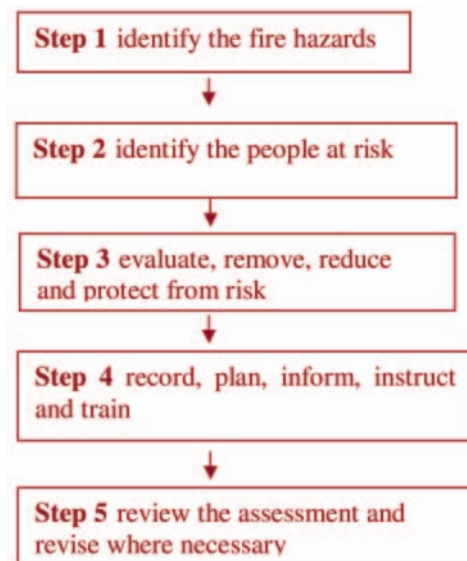 Step 1 identify the fire hazards
Step 2 identify the people at risk
Step 3 evaluate, remove, reduce
and protect from risk
Step 4 record, plan, inform, instruct
and train
Step 5 review the assessment and
revise where necessary